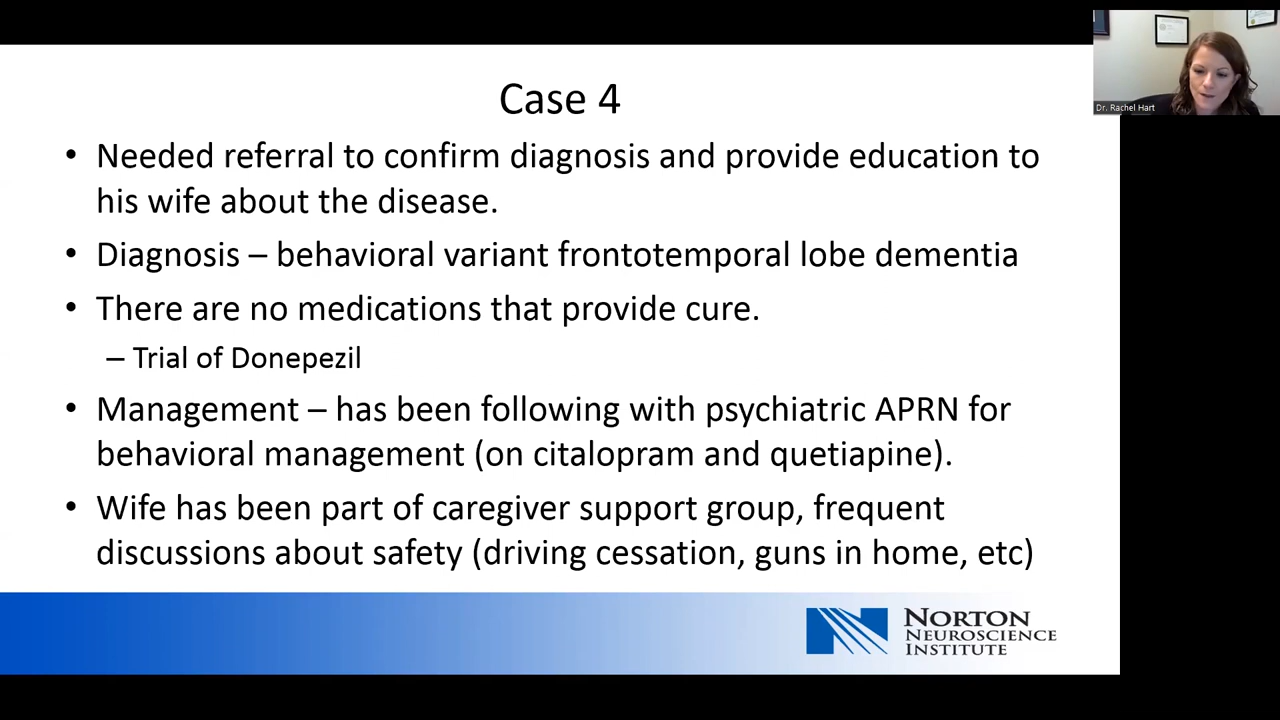 Case 4
• Needed referral to confirm diagnosis and provide education to
his wife about the disease.
• Diagnosis – behavioral variant frontotemporal lobe dementia
• There are no medications that provide cure.
– Trial of Donepezil
• Management – has been following with psychiatric APRN for
behavioral management (on citalopram and quetiapine).
• Wife has been part of caregiver support group, frequent
discussions about safety (driving cessation, guns in home, etc)
NORTON
NEUROSCIENCE
INSTITUTE
Dr. Rachel Hart